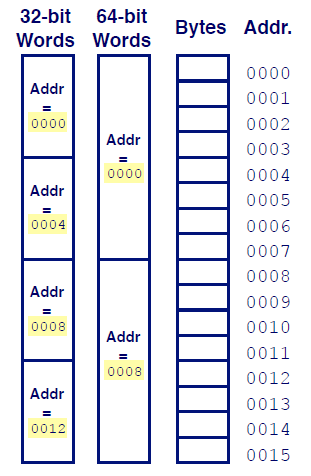 32-bit Words
64-bit Words
Bytes
Addr.
Addr
=
0000
Addr
=
0004
Addr
=
0008
Addr
=
0012
Addr
=
0000
Addr
=
0008
0000
0001
0002
0003
0004
0005
0006
0007
0008
0009
0010
0011
0012
0013
0014
0015